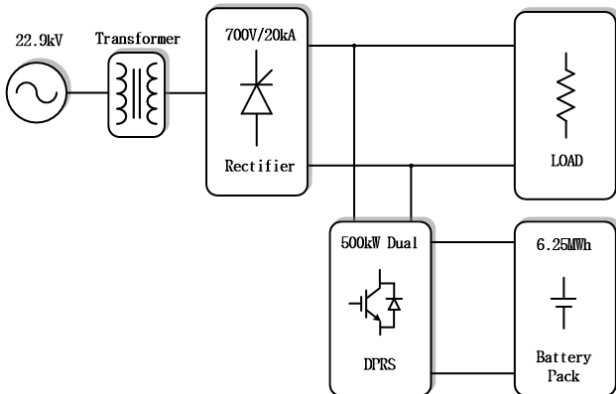 22.9kV
Transformer
700V/20kA
Rectifier
LOAD
500kW Dual
DPRS
6.25MWh
Battery
Pack